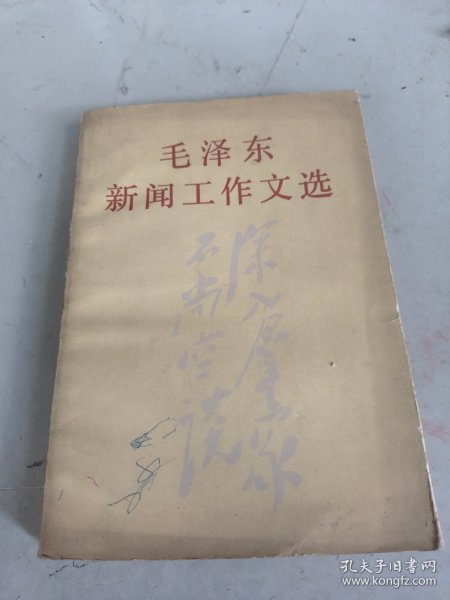 毛泽东
新闻工作文选
深入群众
不尚空谈
孔夫子旧书网
www.kongfz.com